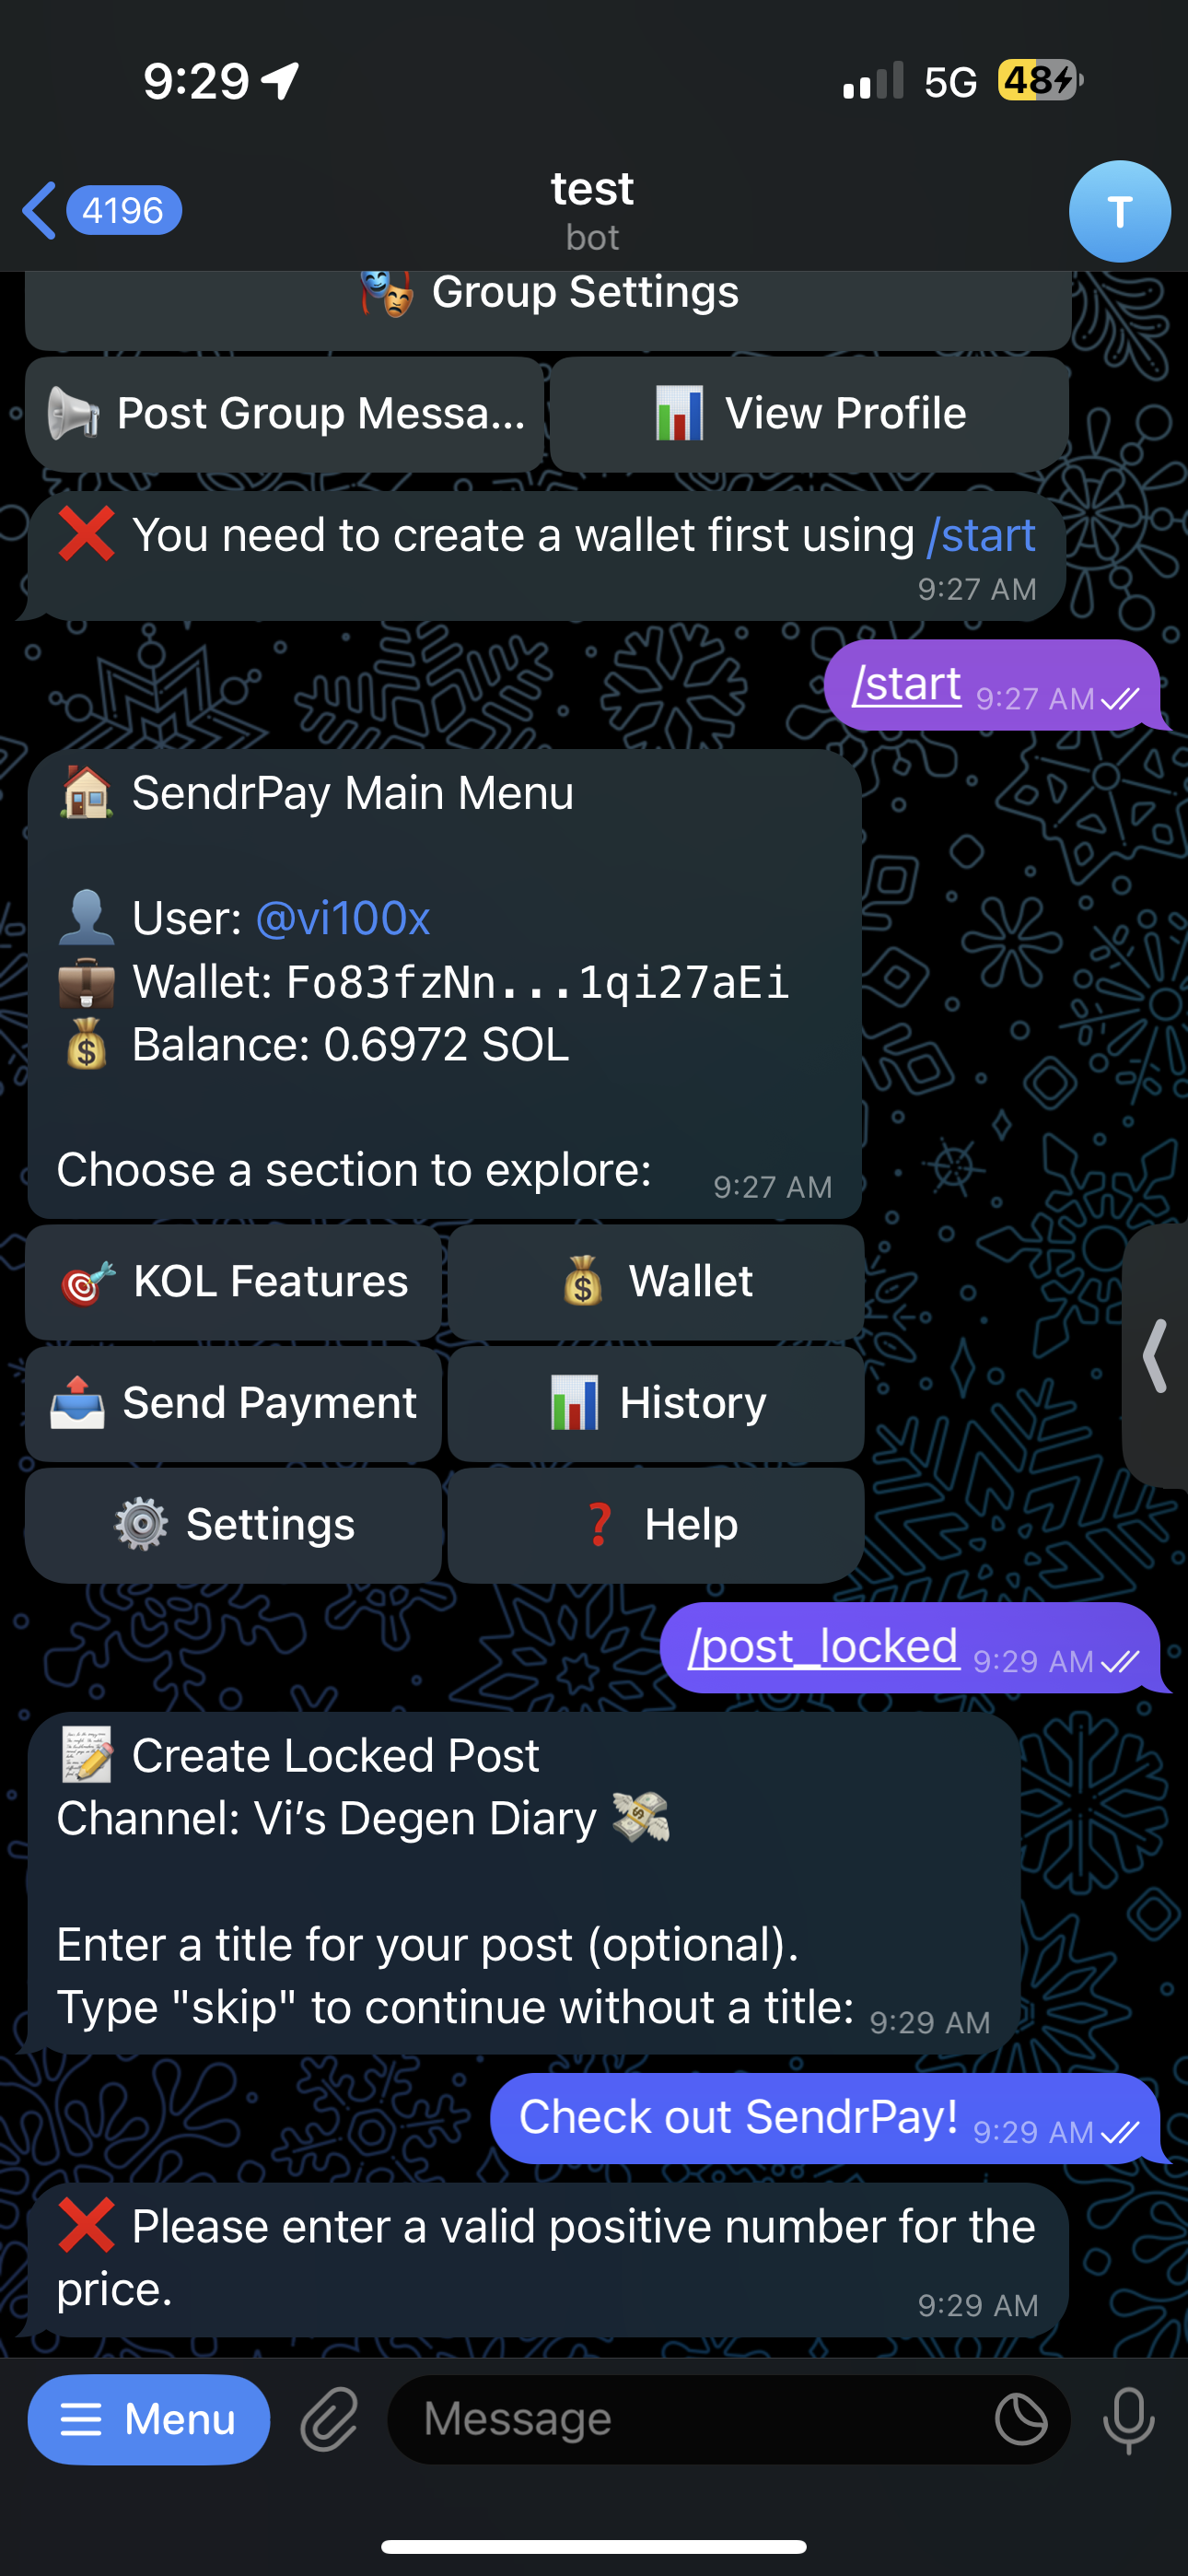 9:29
5G 48
4196
test
bot
T
🎭 Group Settings
📢 Post Group Messa...
📊 View Profile
❌ You need to create a wallet first using /start
9:27 AM
/start 9:27 AM
🏠 SendrPay Main Menu
👤 User: @vi100x
💼 Wallet: Fo83fzNn...1qi27aEi
💰 Balance: 0.6972 SOL
Choose a section to explore: 9:27 AM
🎯 KOL Features
💰 Wallet
📤 Send Payment
📊 History
⚙️ Settings
❓ Help
/post_locked 9:29 AM
📝 Create Locked Post
Channel: Vi’s Degen Diary 💸
Enter a title for your post (optional).
Type "skip" to continue without a title: 9:29 AM
Check out SendrPay! 9:29 AM
❌ Please enter a valid positive number for the
price.
9:29 AM
Menu
Message